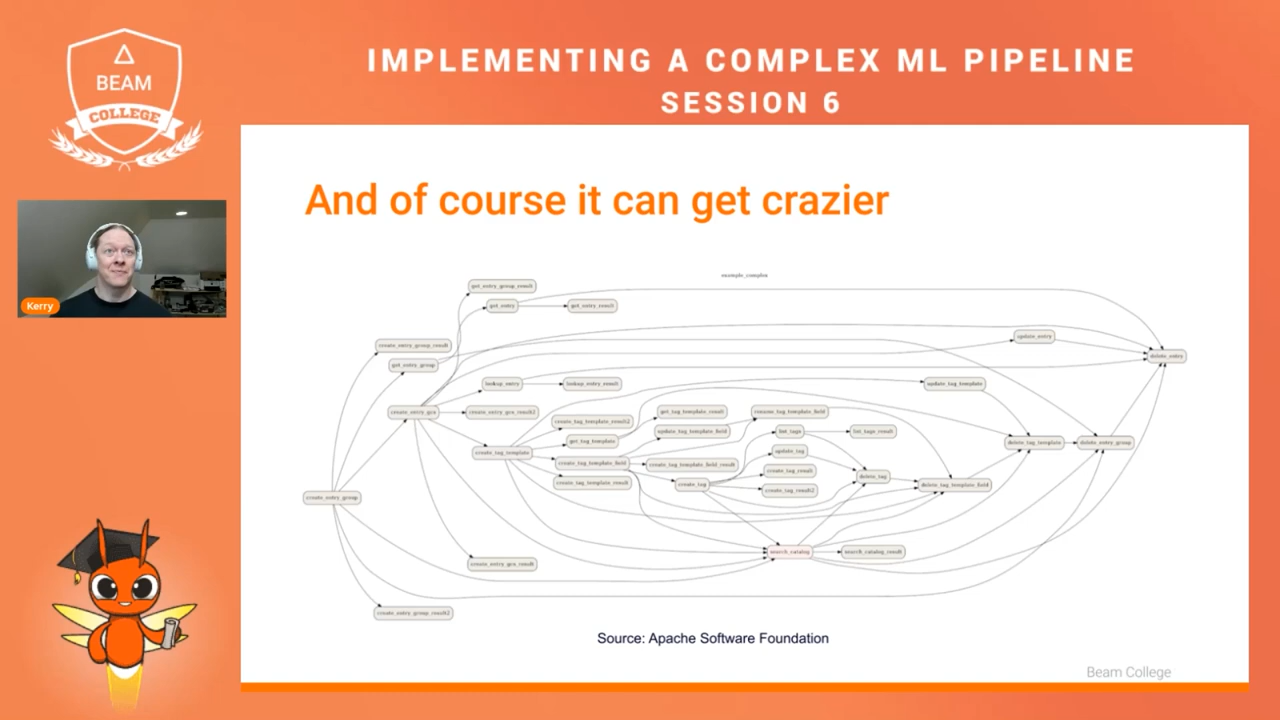 IMPLEMENTING A COMPLEX ML PIPELINE
SESSION 6
BEAM
COLLEGE
Kerry
And of course it can get crazier
example_complex
get_entry_group_result
get_entry
get_entry_result
create_entry_group_result
get_entry_group
update_entry
delete_entry
lookup_entry
lookup_entry_result
update_tag_template
create_entry_gcs
create_entry_gcs_result2
create_tag_template_result2
get_tag_template_result
rename_tag_template_field
get_tag_template
update_tag_template_field
list_tags
list_tags_result
delete_tag_template
delete_entry_group
create_tag_template
update_tag
create_tag_template_field
create_tag_template_field_result
create_tag_result
delete_tag
create_tag_template_result
create_tag
create_tag_result2
delete_tag_template_field
create_entry_group
search_catalog
search_catalog_result
create_entry_gcs_result
create_entry_group_result2
Source: Apache Software Foundation
Beam College